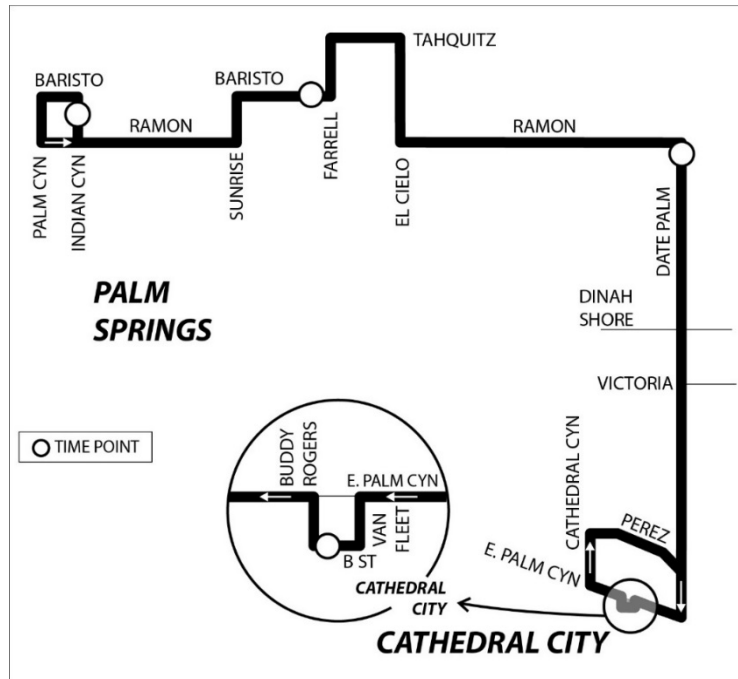 TAHQUITZ
BARISTO
BARISTO
RAMON
RAMON
PALM CYN
INDIAN CYN
SUNRISE
FARRELL
EL CIELO
DATE PALM
PALM
SPRINGS
DINAH
SHORE
VICTORIA
TIME POINT
BUDDY
ROGERS
E. PALM CYN
VAN
FLEET
B ST
CATHEDRAL
CITY
CATHEDRAL CYN
PEREZ
E. PALM CYN
CATHEDRAL CITY